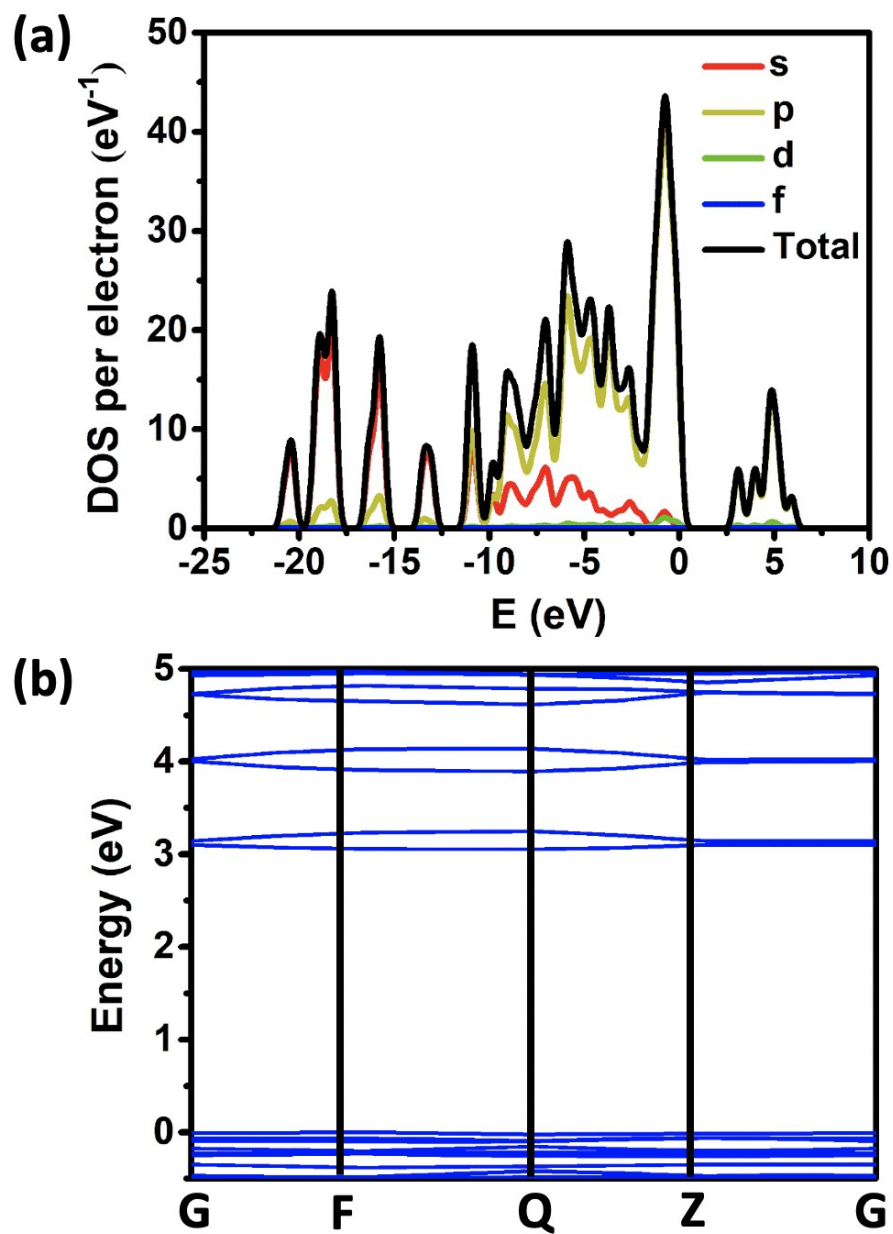 (a)
DOS per electron (eV-1)
50
40
30
20
10
0
s
p
d
f
Total
-25 -20 -15 -10 -5 0 5 10
E (eV)
(b)
Energy (eV)
5
4
3
2
1
0
G F Q Z G